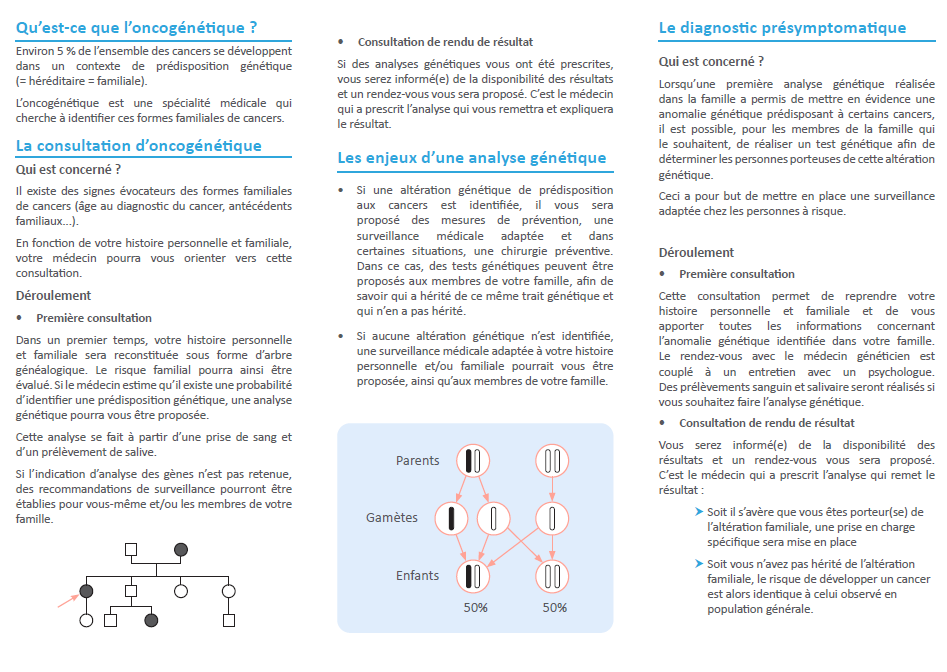 Qu’est-ce que l’oncogénétique ?
Environ 5 % de l’ensemble des cancers se développent
dans un contexte de prédisposition génétique
(= héréditaire = familiale).
L’oncogénétique est une spécialité médicale qui
cherche à identifier ces formes familiales de cancers.
La consultation d’oncogénétique
Qui est concerné ?
Il existe des signes évocateurs des formes familiales
de cancers (âge au diagnostic du cancer, antécédents
familiaux...).
En fonction de votre histoire personnelle et familiale,
votre médecin pourra vous orienter vers cette
consultation.
Déroulement
• Première consultation
Dans un premier temps, votre histoire personnelle
et familiale sera reconstituée sous forme d’arbre
généalogique. Le risque familial pourra ainsi être
évalué. Si le médecin estime qu’il existe une probabilité
d’identifier une prédisposition génétique, une analyse
génétique pourra vous être proposée.
Cette analyse se fait à partir d’une prise de sang et
d’un prélèvement de salive.
Si l’indication d’analyse des gènes n’est pas retenue,
des recommandations de surveillance pourront être
établies pour vous-même et/ou les membres de votre
famille.
• Consultation de rendu de résultat
Si des analyses génétiques vous ont été prescrites,
vous serez informé(e) de la disponibilité des résultats
et un rendez-vous vous sera proposé. C’est le médecin
qui a prescrit l’analyse qui vous remettra et expliquera
le résultat.
Les enjeux d’une analyse génétique
• Si une altération génétique de prédisposition
aux cancers est identifiée, il vous sera
proposé des mesures de prévention, une
surveillance médicale adaptée et dans
certaines situations, une chirurgie préventive.
Dans ce cas, des tests génétiques peuvent être
proposés aux membres de votre famille, afin de
savoir qui a hérité de ce même trait génétique et
qui n’en a pas hérité.
• Si aucune altération génétique n’est identifiée,
une surveillance médicale adaptée à votre histoire
personnelle et/ou familiale pourrait vous être
proposée, ainsi qu’aux membres de votre famille.
Parents
Gamètes
Enfants
50% 50%
Le diagnostic présymptomatique
Qui est concerné ?
Lorsqu’une première analyse génétique réalisée
dans la famille a permis de mettre en évidence une
anomalie génétique prédisposant à certains cancers,
il est possible, pour les membres de la famille qui
le souhaitent, de réaliser un test génétique afin de
déterminer les personnes porteuses de cette altération
génétique.
Ceci a pour but de mettre en place une surveillance
adaptée chez les personnes à risque.
Déroulement
• Première consultation
Cette consultation permet de reprendre votre
histoire personnelle et familiale et de vous
apporter toutes les informations concernant
l’anomalie génétique identifiée dans votre famille.
Le rendez-vous avec le médecin généticien est
couplé à un entretien avec un psychologue.
Des prélèvements sanguin et salivaire seront réalisés si
vous souhaitez faire l’analyse génétique.
• Consultation de rendu de résultat
Vous serez informé(e) de la disponibilité des
résultats et un rendez-vous vous sera proposé.
C’est le médecin qui a prescrit l’analyse qui remet le
résultat :
➤ Soit il s’avère que vous êtes porteur(se) de
l’altération familiale, une prise en charge
spécifique sera mise en place
➤ Soit vous n’avez pas hérité de l’altération
familiale, le risque de développer un cancer
est alors identique à celui observé en
population générale.